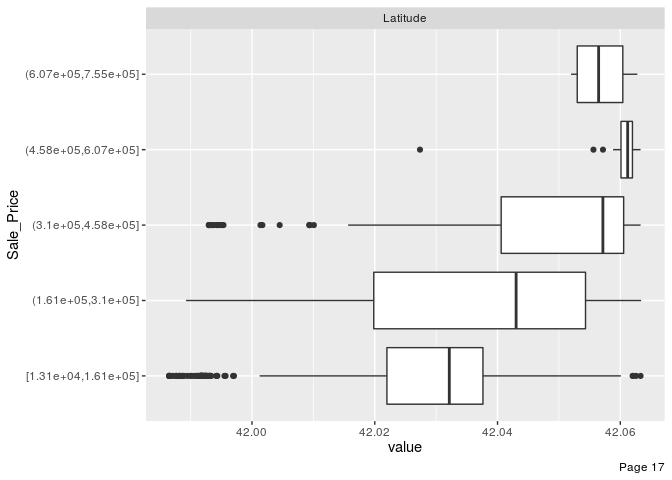 Latitude
Sale_Price
(6.07e+05,7.55e+05]
(4.58e+05,6.07e+05]
(3.1e+05,4.58e+05]
(1.61e+05,3.1e+05]
[1.31e+04,1.61e+05]
42.00 42.02 42.04 42.06
value
Page 17